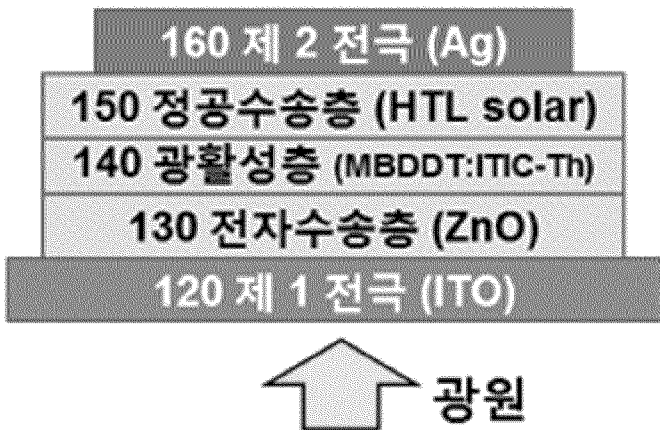 160 제 2 전극 (Ag)
150 정공수송층 (HTL solar)
140 광활성층 (MBDDT:ITIC-Th)
130 전자수송층 (ZnO)
120 제 1 전극 (ITO)
광원